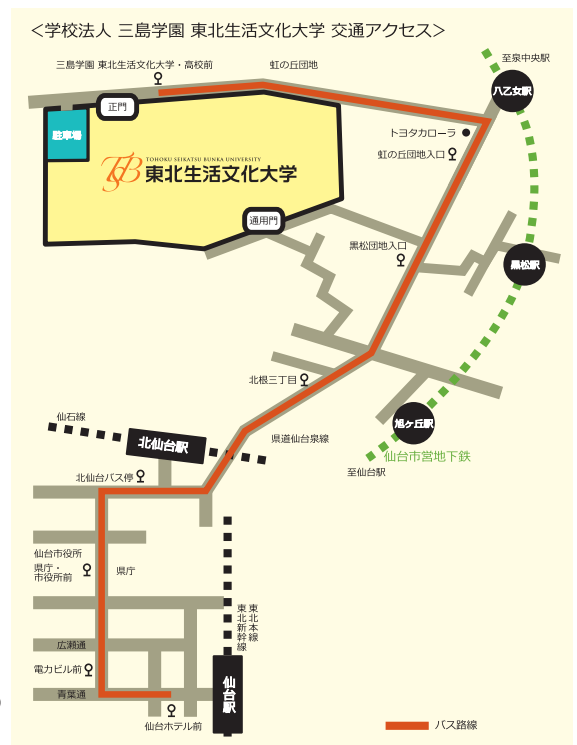 ＜学校法人 三島学園 東北生活文化大学 交通アクセス＞
至泉中央駅
三島学園 東北生活文化大学・高校前
虹の丘団地
八乙女駅
正門
駐車場
トヨタカローラ
虹の丘団地入口
TSB
TOHOKU SEIKATSU BUNKA UNIVERSITY
東北生活文化大学
通用門
黒松団地入口
黒松駅
北根三丁目
旭ヶ丘駅
仙台市営地下鉄
至仙台駅
仙石線
北仙台駅
県道仙台泉線
北仙台バス停
仙台市役所
県庁・
市役所前
県庁
東北本線
東北新幹線
広瀬通
電力ビル前
青葉通
仙台駅
仙台ホテル前
バス路線